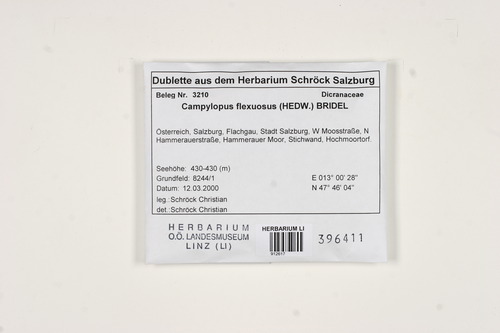 Dublette aus dem Herbarium Schröck Salzburg
Beleg Nr. 3210 Dicranaceae
Campylopus flexuosus (HEDW.) BRIDEL
Österreich, Salzburg, Flachgau, Stadt Salzburg, W Moosstraße, N
Hammerauerstraße, Hammerauer Moor, Stichwand, Hochmoortorf.
Seehöhe: 430-430 (m)
Grundfeld: 8244/1 E 013° 00' 28"
Datum: 12.03.2000 N 47° 46' 04"
leg.: Schröck Christian
det.: Schröck Christian
HERBARIUM
O.Ö. LANDESMUSEUM
LINZ (LI)
HERBARIUM LI
912617
396411